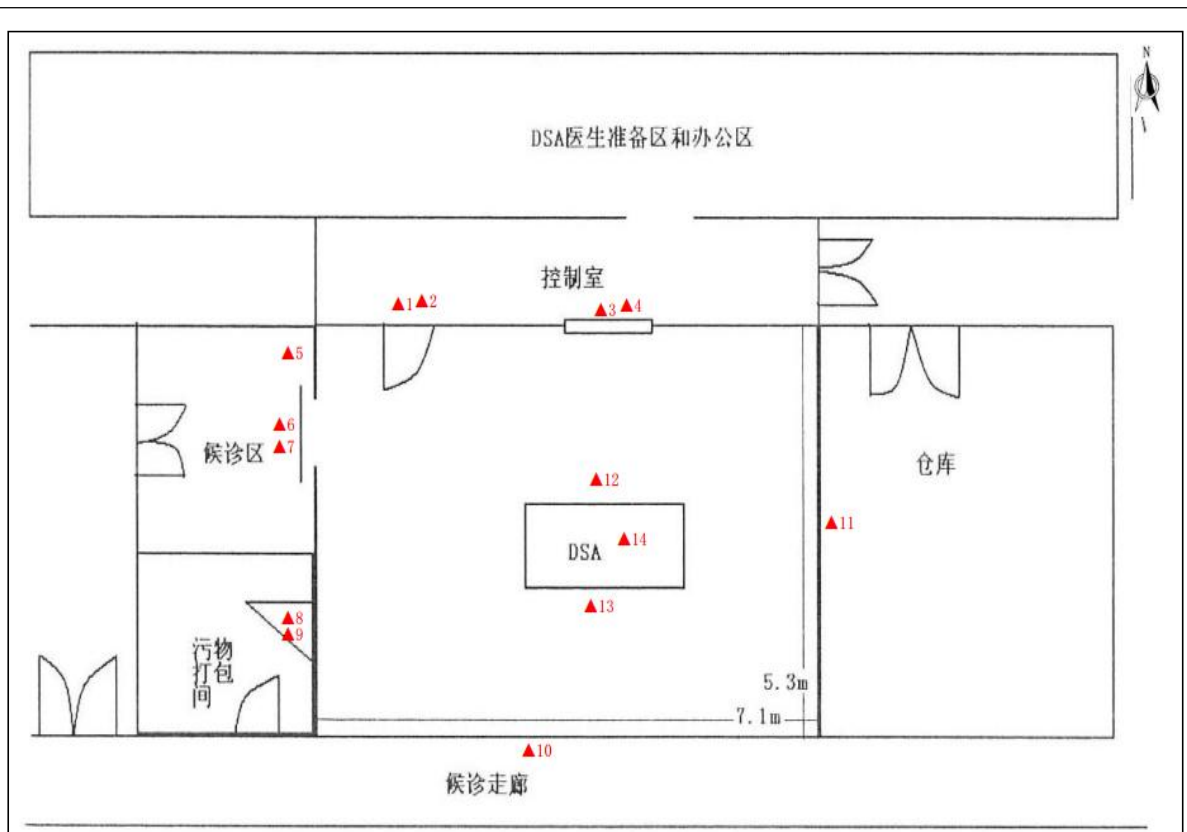 N
DSA医生准备区和办公区
控制室
▲1 ▲2
▲3 ▲4
▲5
▲6
▲7
候诊区
仓库
▲12
▲11
▲14
DSA
▲13
▲8
▲9
污物
打包
间
5.3m
7.1m
▲10
候诊走廊